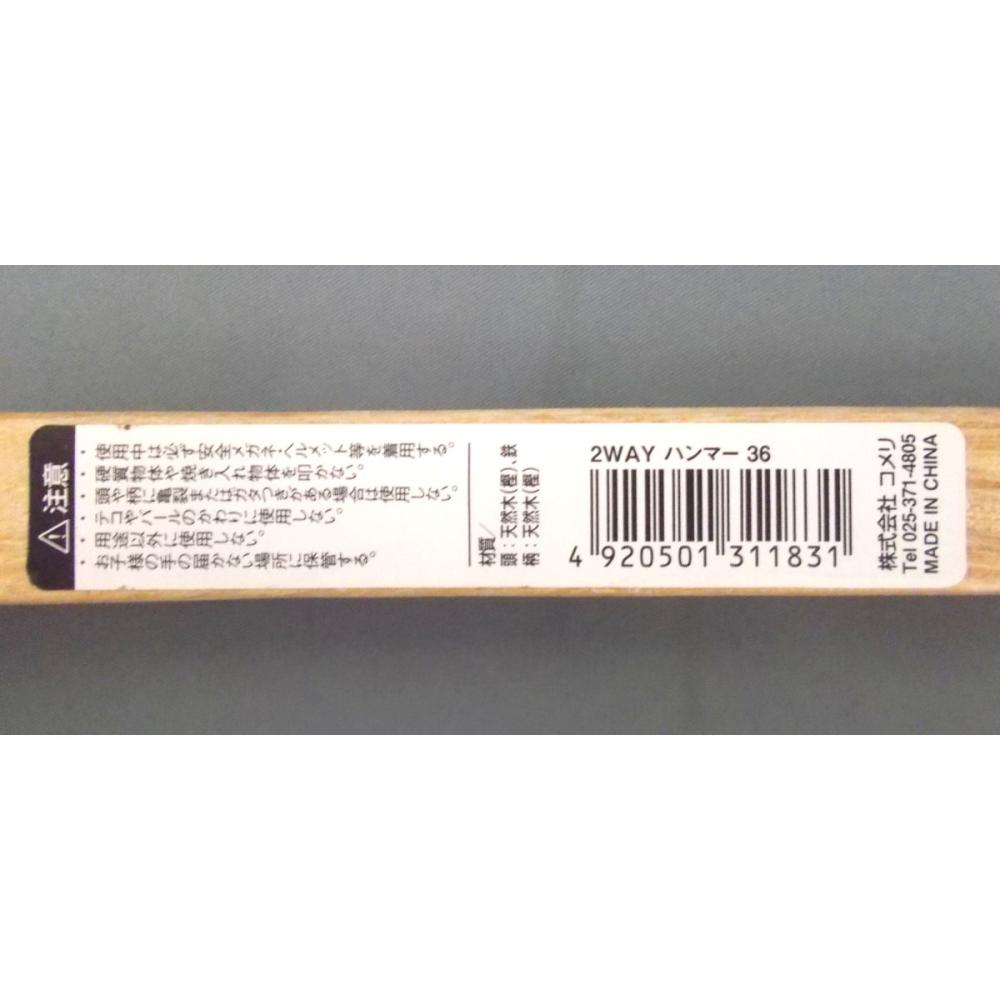 ⚠注意
・使用中は必ず安全メガネ・ヘルメット等を着用する。
・硬質物体や焼き入れ物体を叩かない。
・頭や柄に亀裂またはガタつきがある場合は使用しない。
・テコやバールのかわりに使用しない。
・用途以外に使用しない。
・お子様の手の届かない場所に保管する。
材質/
頭:天然木(樫)、鉄
柄:天然木(樫)
2WAY ハンマー 36
4 920501 311831
株式会社 コメリ
Tel 025-371-4805
MADE IN CHINA